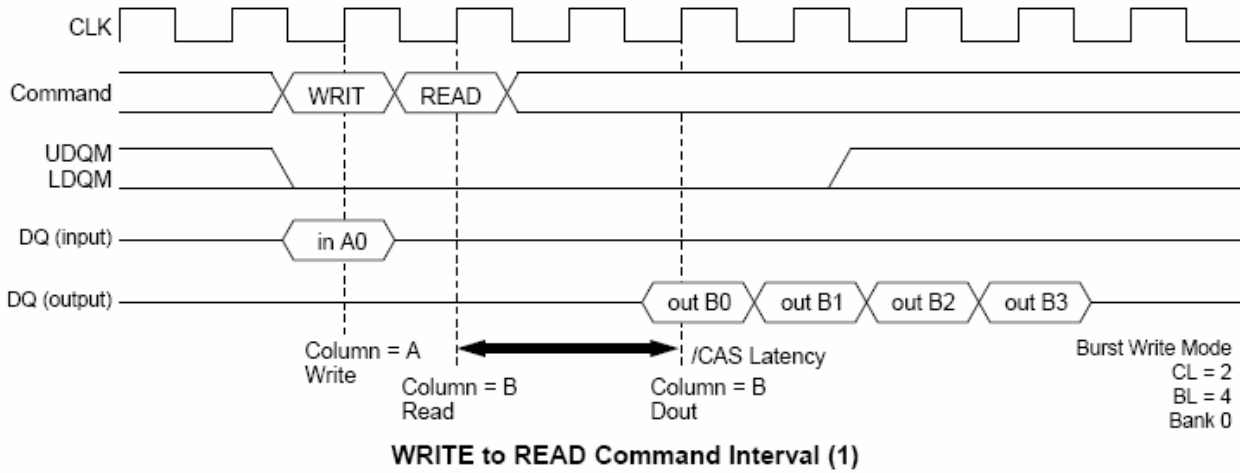 CLK
Command
WRIT
READ
UDQM
LDQM
DQ (input)
in A0
DQ (output)
out B0
out B1
out B2
out B3
Column = A
Write
Column = B
Read
/CAS Latency
Column = B
Dout
Burst Write Mode
CL = 2
BL = 4
Bank 0
WRITE to READ Command Interval (1)